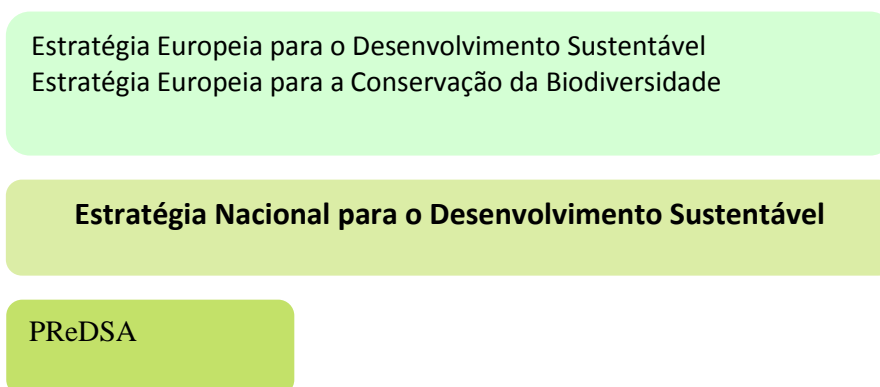 Estratégia Europeia para o Desenvolvimento Sustentável
Estratégia Europeia para a Conservação da Biodiversidade
Estratégia Nacional para o Desenvolvimento Sustentável
PReDSA